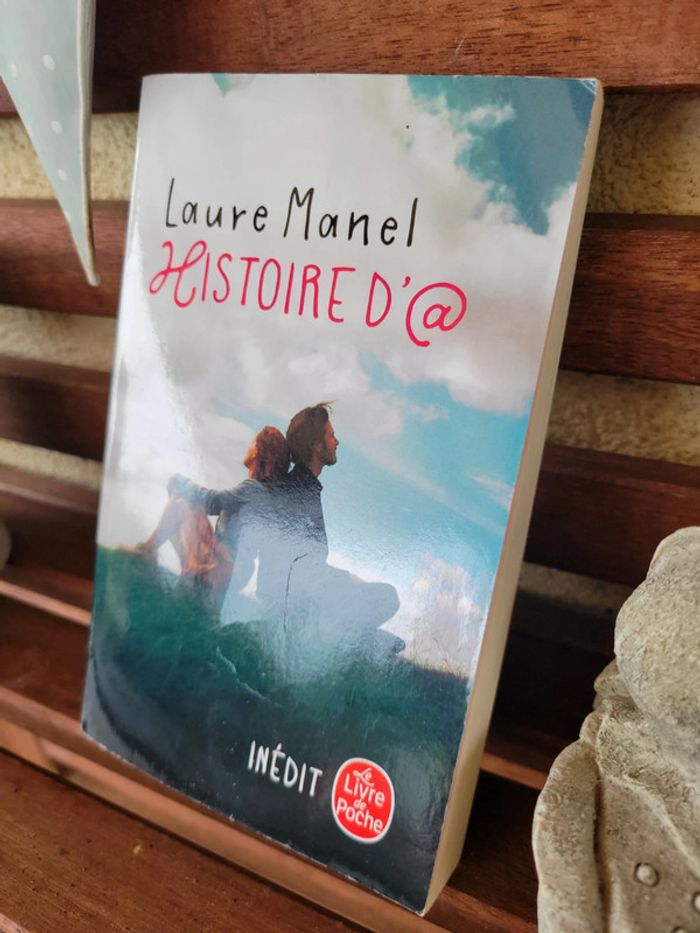 Laure Manel
HISTOIRE D'@
INÉDIT
Le
Livre
de
Poche